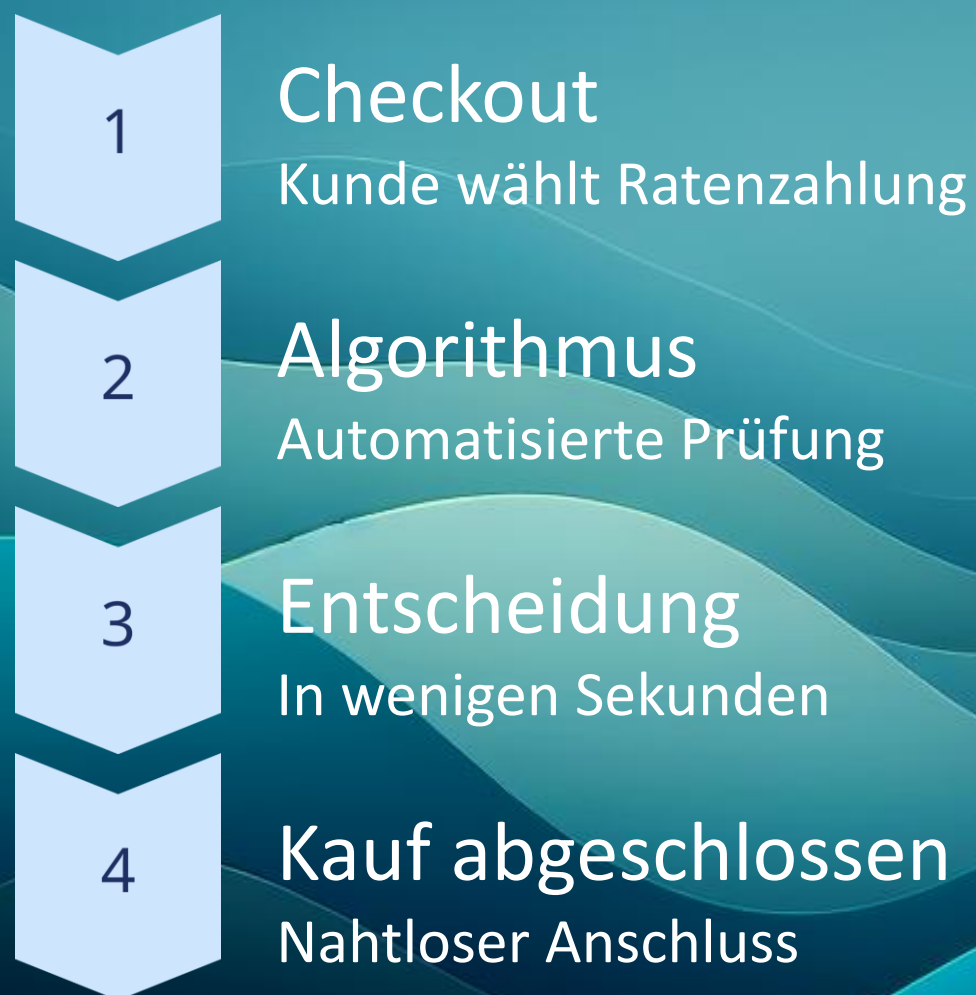 1
Checkout
Kunde wählt Ratenzahlung
2
Algorithmus
Automatisierte Prüfung
3
Entscheidung
In wenigen Sekunden
4
Kauf abgeschlossen
Nahtloser Anschluss